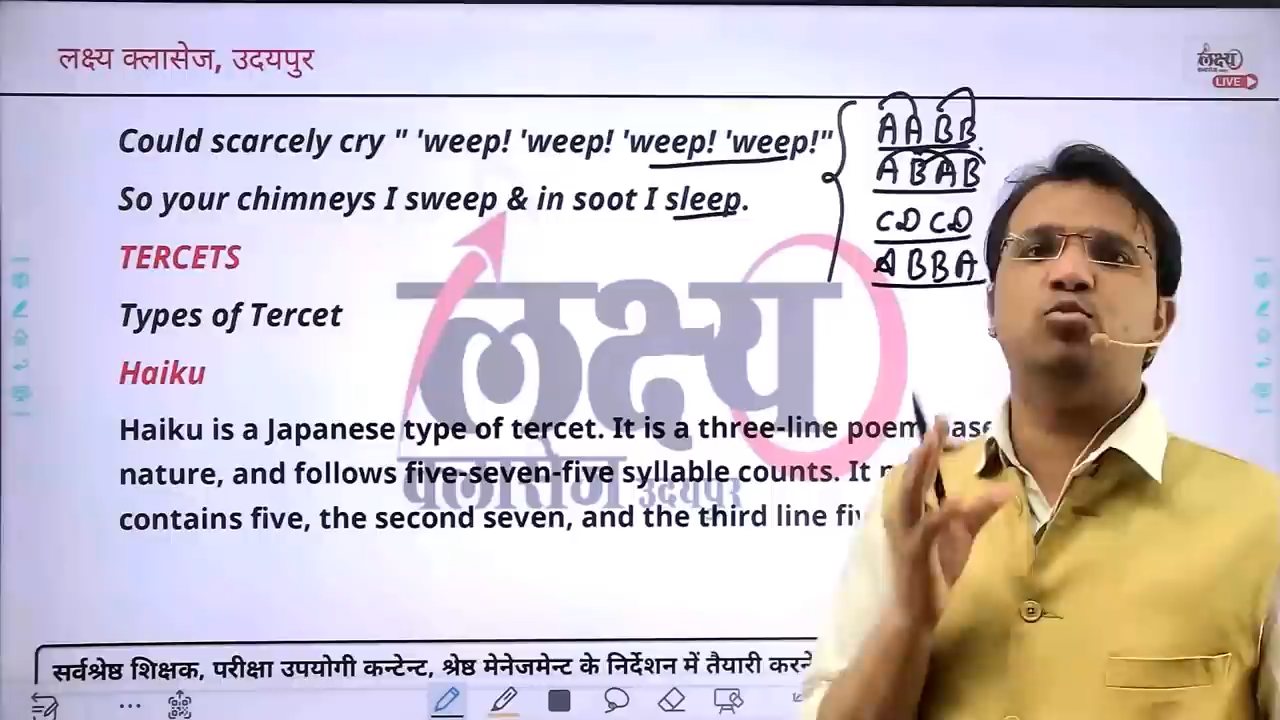 लक्ष्य क्लासेज, उदयपुर
लक्ष्य
LIVE
Could scarcely cry " 'weep! 'weep! 'weep! 'weep!"
So your chimneys I sweep & in soot I sleep.
AABB
ABAB
CDCD
ABBA
TERCETS
Types of Tercet
Haiku
Haiku is a Japanese type of tercet. It is a three-line poem
nature, and follows five-seven-five syllable counts. It
contains five, the second seven, and the third line
लक्ष्य
क्लासेज उदयपुर
सर्वश्रेष्ठ शिक्षक, परीक्षा उपयोगी कन्टेन्ट, श्रेष्ठ मेनेजमेन्ट के निर्देशन में तैयारी